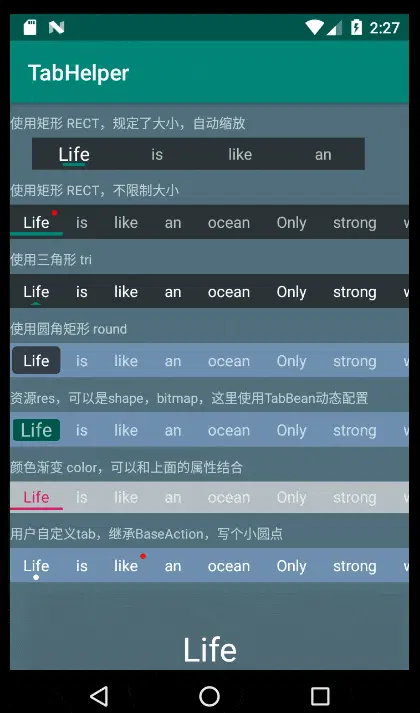 2:27
TabHelper
使用矩形 RECT，规定了大小，自动缩放
Life is like an
使用矩形 RECT，不限制大小
Life is like an ocean Only strong w
使用三角形 tri
Life is like an ocean Only strong w
使用圆角矩形 round
Life is like an ocean Only strong w
资源res，可以是shape，bitmap，这里使用TabBean动态配置
Life is like an ocean Only strong w
颜色渐变 color，可以和上面的属性结合
Life is like an ocean Only strong w
用户自定义tab，继承BaseAction，写个小圆点
Life is like an ocean Only strong w
Life